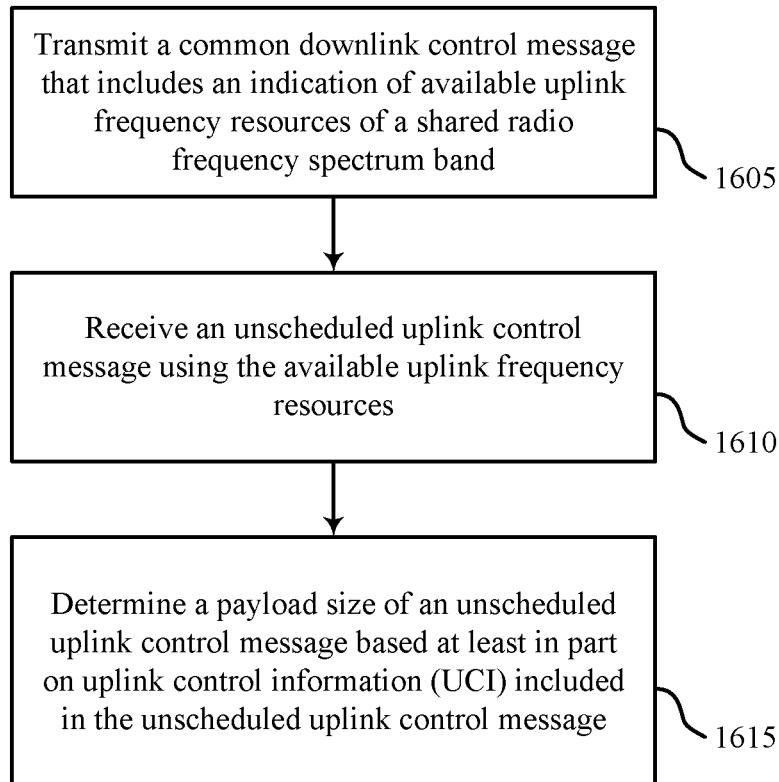 Transmit a common downlink control message
that includes an indication of available uplink
frequency resources of a shared radio
frequency spectrum band
1605
Receive an unscheduled uplink control
message using the available uplink frequency
resources
1610
Determine a payload size of an unscheduled
uplink control message based at least in part
on uplink control information (UCI) included
in the unscheduled uplink control message
1615